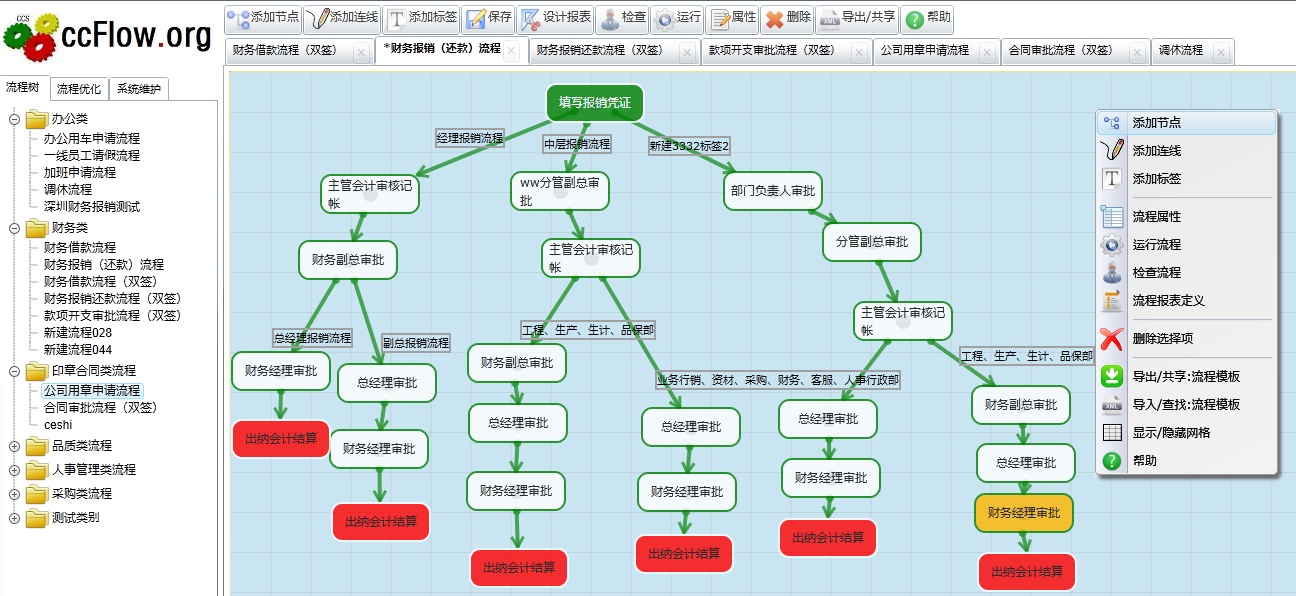 CCS
ccFlow.org
添加节点
添加连线
添加标签
保存
设计报表
检查
运行
属性
删除
导出/共享
帮助
财务借款流程（双签）
*财务报销（还款）流程
财务报销还款流程（双签）
款项开支审批流程（双签）
公司用章申请流程
合同审批流程（双签）
调休流程
流程树
流程优化
系统维护
办公类
办公用车申请流程
一线员工请假流程
加班申请流程
调休流程
深圳财务报销测试
财务类
财务借款流程
财务报销（还款）流程
财务借款流程（双签）
财务报销还款流程（双签）
款项开支审批流程（双签）
新建流程028
新建流程044
印章合同类流程
公司用章申请流程
合同审批流程（双签）
ceshi
品质类流程
人事管理类流程
采购类流程
测试类别
填写报销凭证
经理报销流程
中层报销流程
新建3332标签2
主管会计审核记
帐
ww分管副总审
批
部门负责人审批
财务副总审批
主管会计审核记
帐
分管副总审批
主管会计审核记
帐
总经理报销流程
副总报销流程
工程、生产、生计、品保部
工程、生产、生计、品保部
业务行销、资材、采购、财务、客服、人事行政部
财务经理审批
总经理审批
财务副总审批
财务副总审批
出纳会计结算
财务经理审批
总经理审批
总经理审批
总经理审批
总经理审批
出纳会计结算
财务经理审批
财务经理审批
财务经理审批
财务经理审批
出纳会计结算
出纳会计结算
出纳会计结算
出纳会计结算
添加节点
添加连线
添加标签
流程属性
运行流程
检查流程
流程报表定义
删除选择项
导出/共享:流程模板
导入/查找:流程模板
显示/隐藏网格
帮助